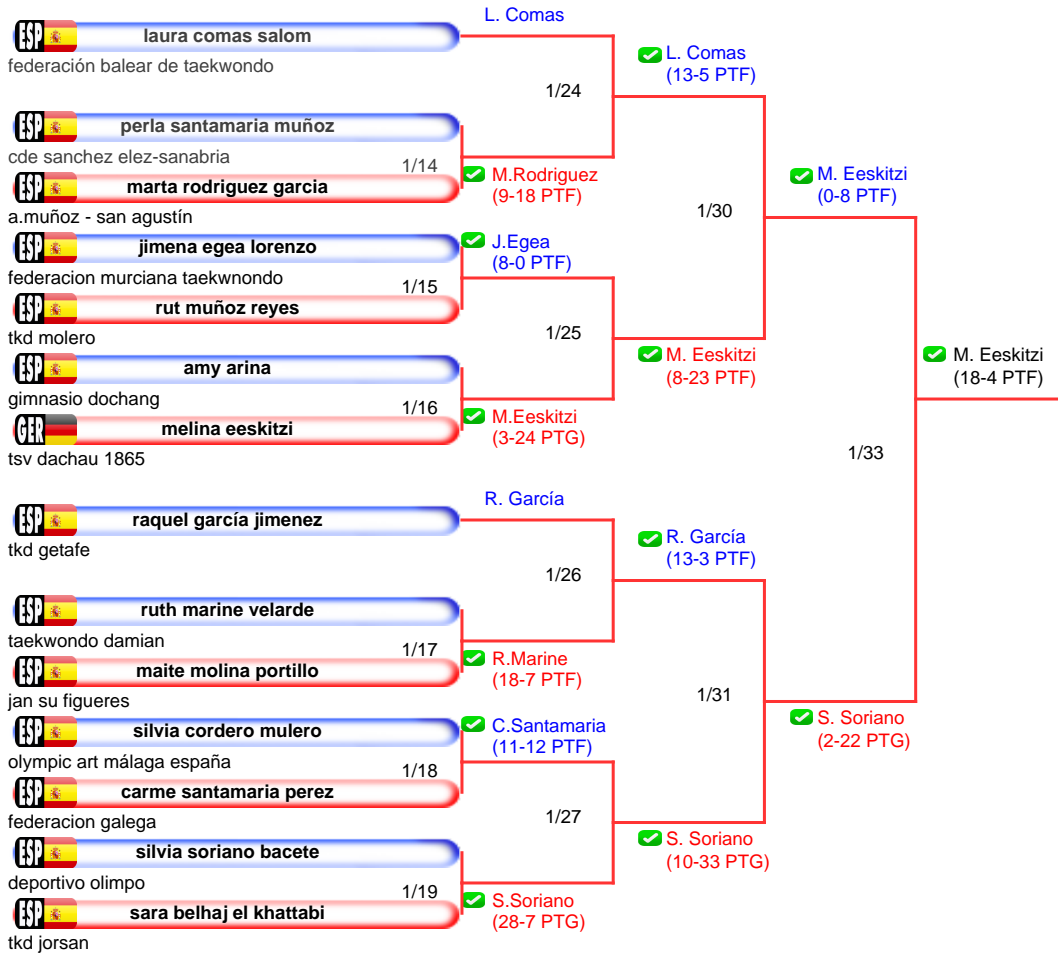 L. Comas
ESP laura comas salom
federación balear de taekwondo
L. Comas
(13-5 PTF)
1/24
ESP perla santamaria muñoz
cde sanchez elez-sanabria
1/14
M.Rodriguez
(9-18 PTF)
ESP marta rodriguez garcia
a.muñoz - san agustín
M. Eeskitzi
(0-8 PTF)
1/30
ESP jimena egea lorenzo
federacion murciana taekwnondo
J.Egea
(8-0 PTF)
1/15
ESP rut muñoz reyes
tkd molero
1/25
M. Eeskitzi
(8-23 PTF)
ESP amy arina
gimnasio dochang
1/16
M.Eeskitzi
(3-24 PTG)
GER melina eeskitzi
tsv dachau 1865
M. Eeskitzi
(18-4 PTF)
1/33
R. García
ESP raquel garcía jimenez
tkd getafe
R. García
(13-3 PTF)
1/26
ESP ruth marine velarde
taekwondo damian
1/17
R.Marine
(18-7 PTF)
ESP maite molina portillo
jan su figueres
1/31
S. Soriano
(2-22 PTG)
ESP silvia cordero mulero
olympic art málaga españa
C.Santamaria
(11-12 PTF)
1/18
ESP carme santamaria perez
federacion galega
1/27
S. Soriano
(10-33 PTG)
ESP silvia soriano bacete
deportivo olimpo
1/19
S.Soriano
(28-7 PTG)
ESP sara belhaj el khattabi
tkd jorsan